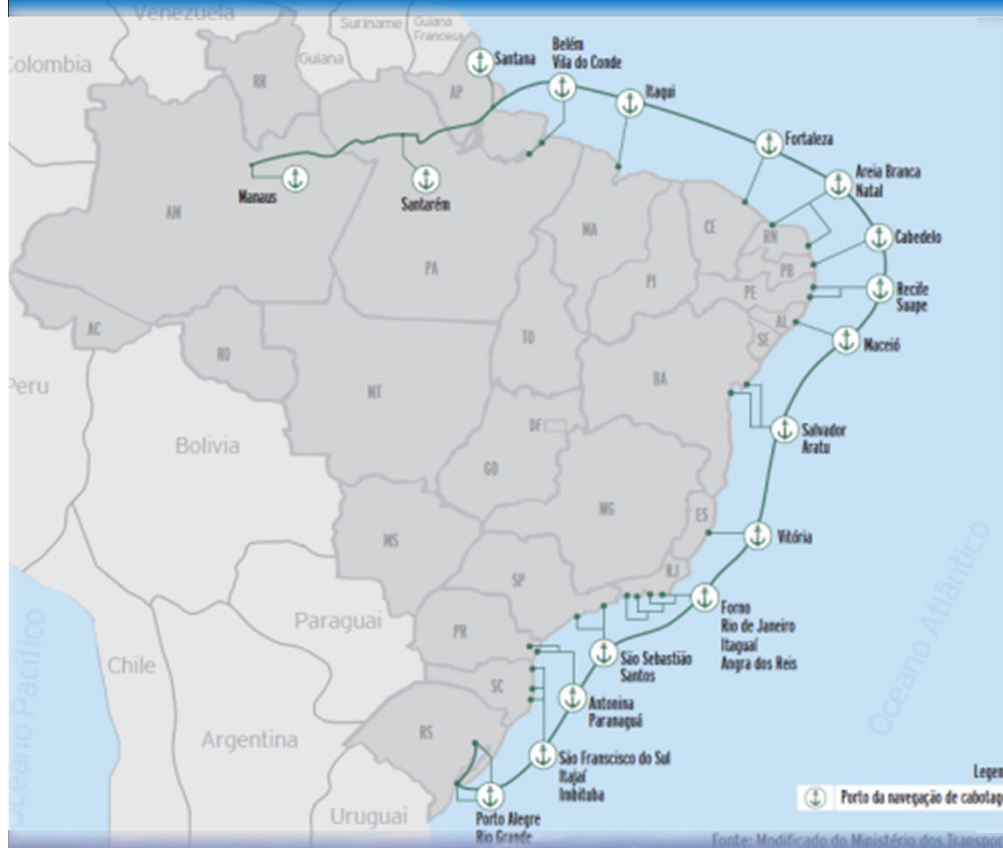 Venezuela
Suriname
Guiana
Francesa
Guiana
Colombia
RR
AP
Santana
Belém
Vila do Conde
Itaqui
Fortaleza
Areia Branca
Natal
Cabedelo
Recife
Suape
Maceió
Manaus
Santarém
AM
PA
MA
CE
RN
PB
PE
PI
AL
SE
AC
RO
TO
BA
MT
DF
GO
MG
ES
Salvador
Aratu
Vitória
Peru
Bolivia
MS
SP
RJ
Forno
Rio de Janeiro
Itaguaí
Angra dos Reis
Paraguai
PR
São Sebastião
Santos
SC
Antonina
Paranaguá
Chile
Argentina
RS
São Franscisco do Sul
Itajaí
Imbituba
Uruguai
Porto Alegre
Rio Grande
Oceano Pacífico
Oceano Atlântico
Legen
Porto da navegação de cabotag
Fonte: Modificado do Ministério dos Transpor